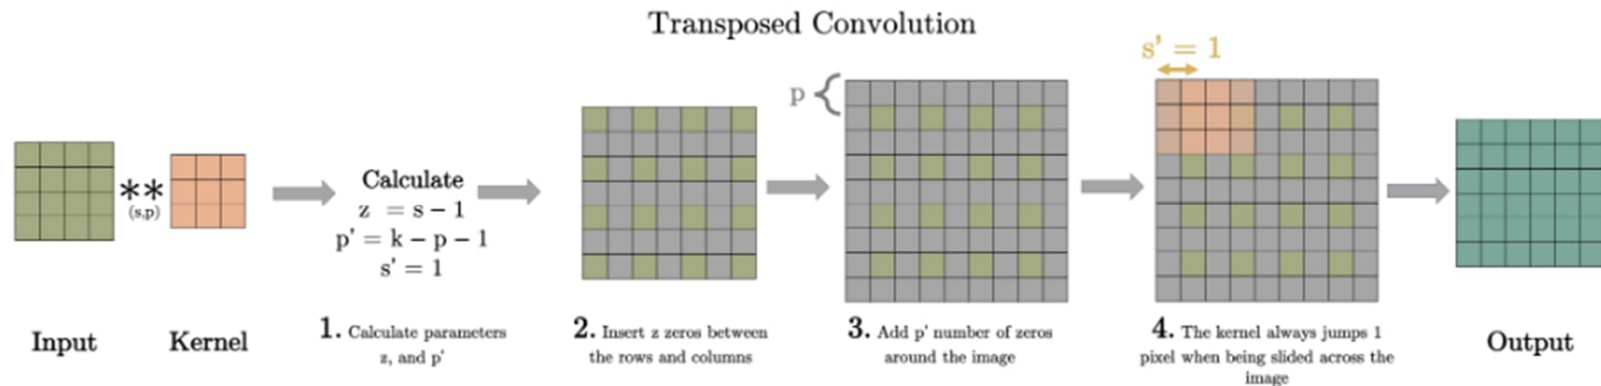 Transposed Convolution
s' = 1
p {
**
(s,p)
Calculate
z = s − 1
p' = k − p − 1
s' = 1
Input
Kernel
1. Calculate parameters
z, and p'
2. Insert z zeros between
the rows and columns
3. Add p' number of zeros
around the image
4. The kernel always jumps 1
pixel when being slided across the
image
Output